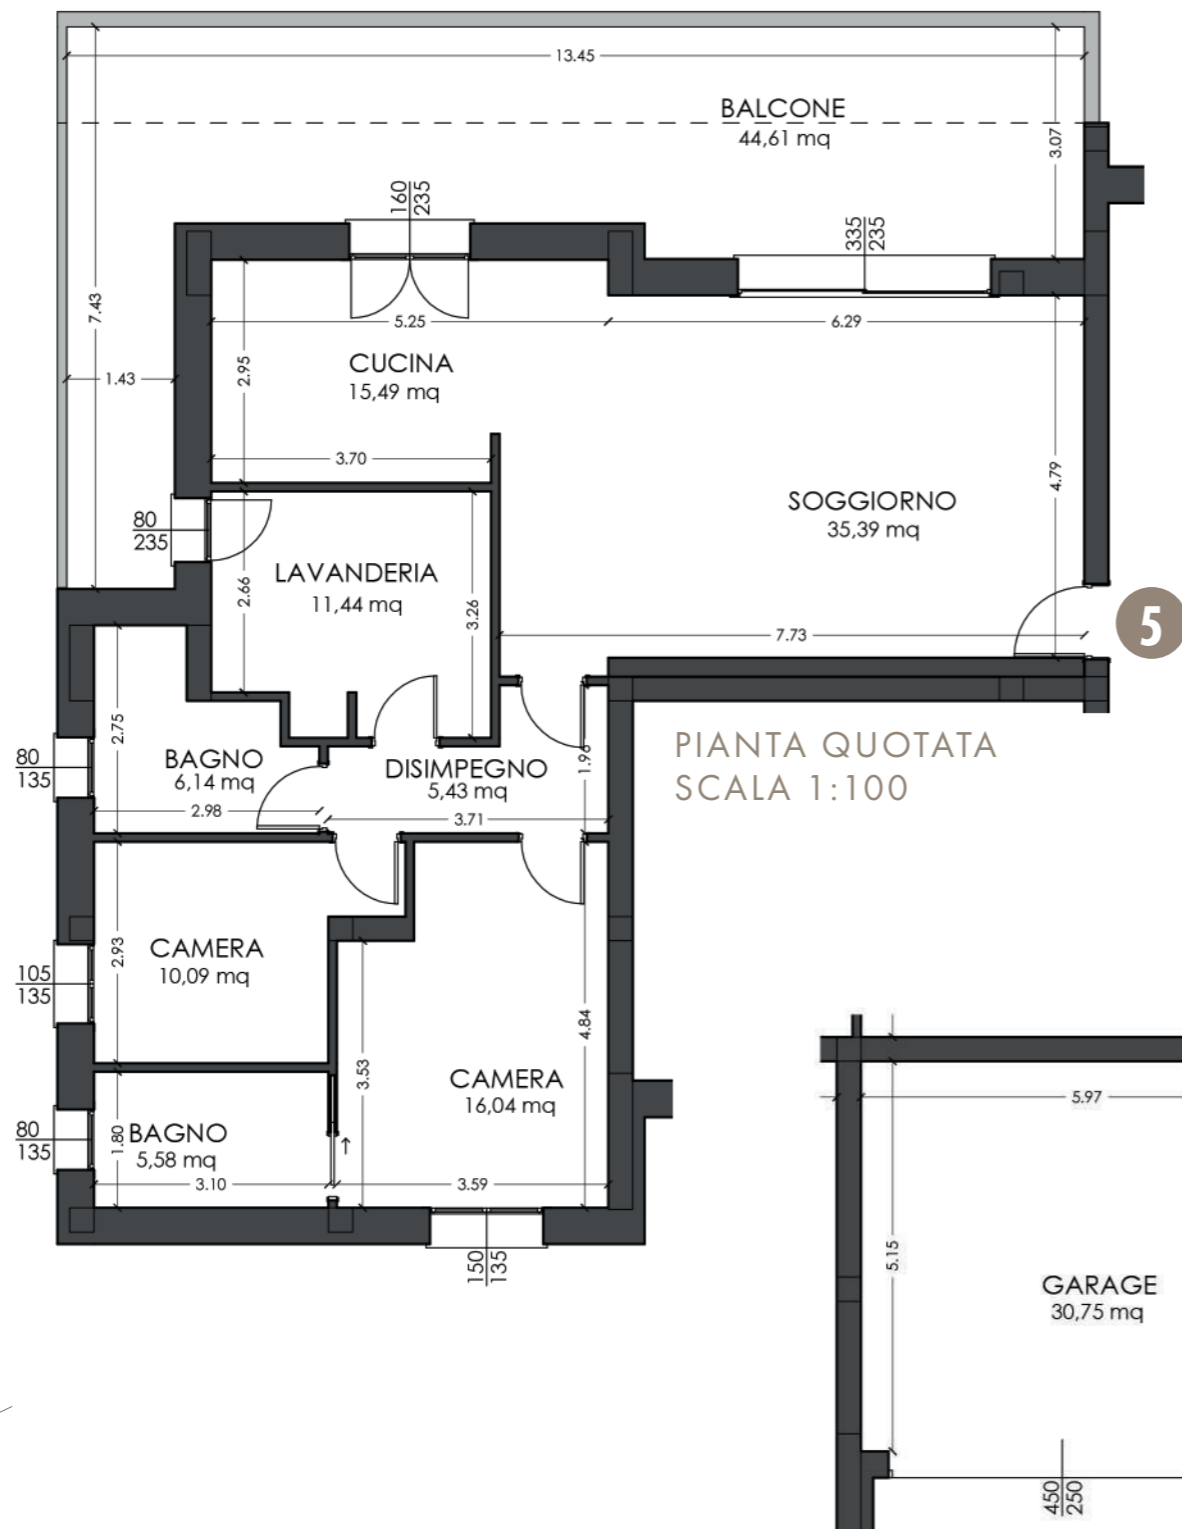 13.45
BALCONE
44,61 mq
3.07
160
235
335
235
7.43
5.25
6.29
2.95
CUCINA
15,49 mq
1.43
3.70
4.79
SOGGIORNO
35,39 mq
80
235
LAVANDERIA
11,44 mq
2.66
3.26
5
7.73
2.75
PIANTA QUOTATA
SCALA 1:100
80
135
BAGNO
6,14 mq
DISIMPEGNO
5,43 mq
1.96
2.98
3.71
2.93
CAMERA
10,09 mq
105
135
4.84
3.53
CAMERA
16,04 mq
5.97
80
135
1.80
BAGNO
5,58 mq
3.10
3.59
150
135
5.15
GARAGE
30,75 mq
450
250